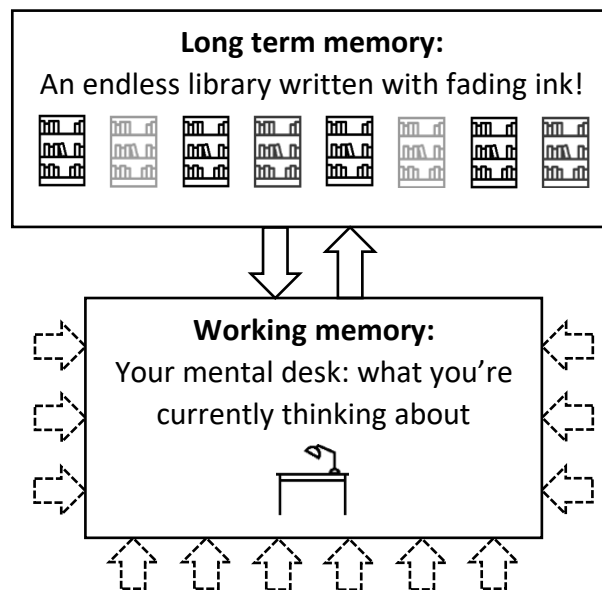 Long term memory:
An endless library written with fading ink!
Working memory:
Your mental desk: what you’re
currently thinking about